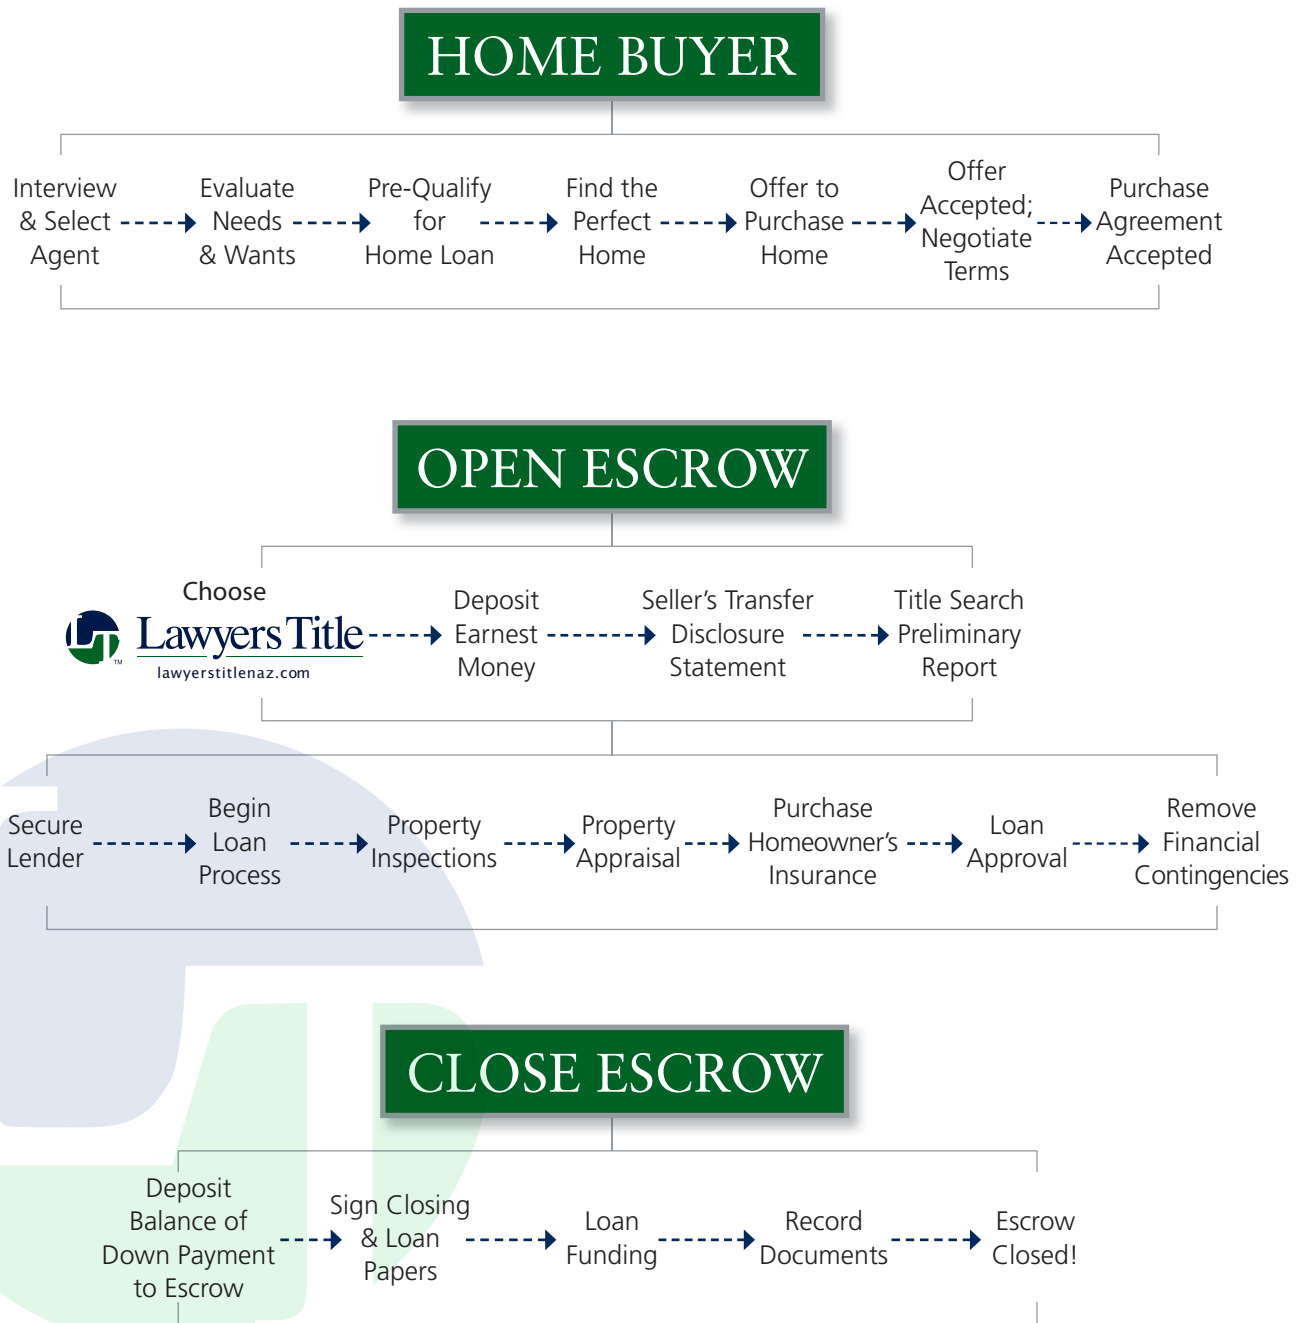 HOME BUYER
Interview
& Select
Agent
Evaluate
Needs
& Wants
Pre-Qualify
for
Home Loan
Find the
Perfect
Home
Offer to
Purchase
Home
Offer
Accepted;
Negotiate
Terms
Purchase
Agreement
Accepted
OPEN ESCROW
Choose
LT Lawyers Title
TM
lawyerstitlenaz.com
Deposit
Earnest
Money
Seller’s Transfer
Disclosure
Statement
Title Search
Preliminary
Report
Secure
Lender
Begin
Loan
Process
Property
Inspections
Property
Appraisal
Purchase
Homeowner’s
Insurance
Loan
Approval
Remove
Financial
Contingencies
CLOSE ESCROW
Deposit
Balance of
Down Payment
to Escrow
Sign Closing
& Loan
Papers
Loan
Funding
Record
Documents
Escrow
Closed!